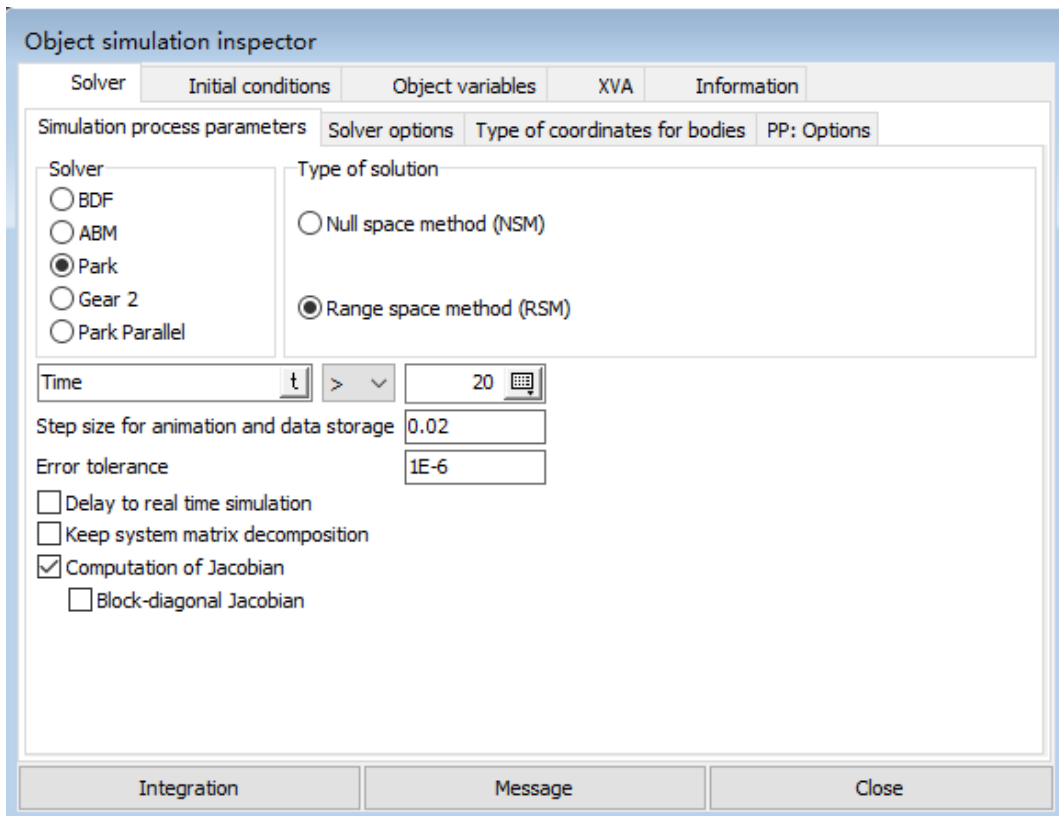 Object simulation inspector
Solver Initial conditions Object variables XVA Information
Simulation process parameters Solver options Type of coordinates for bodies PP: Options
Solver
BDF
ABM
Park
Gear 2
Park Parallel
Type of solution
Null space method (NSM)
Range space method (RSM)
Time t > 20
Step size for animation and data storage 0.02
Error tolerance 1E-6
Delay to real time simulation
Keep system matrix decomposition
Computation of Jacobian
Block-diagonal Jacobian
Integration Message Close